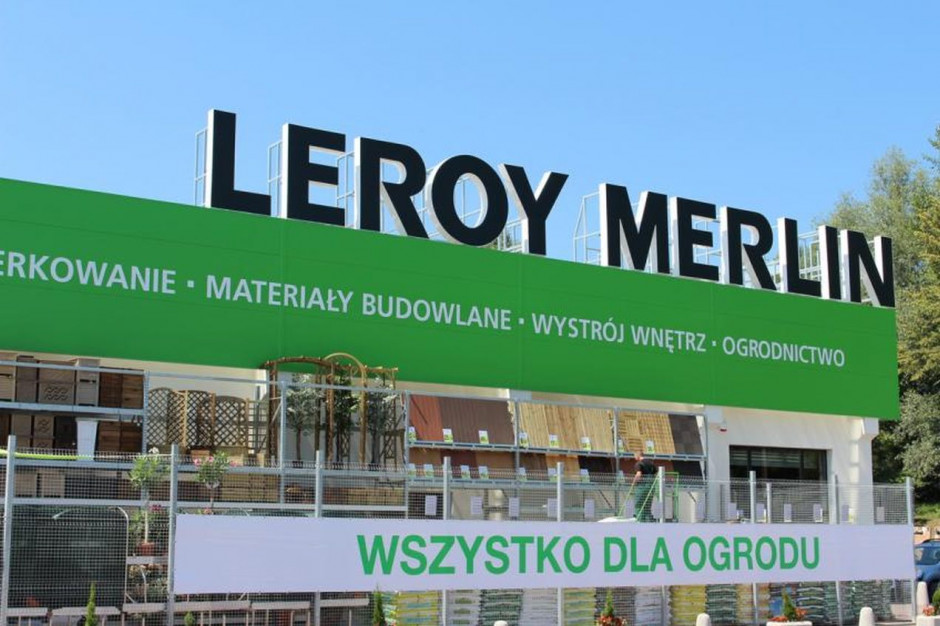 LEROY MERLIN
ERKOWANIE · MATERIAŁY BUDOWLANE · WYSTRÓJ WNĘTRZ · OGRODNICTWO
WSZYSTKO DLA OGRODU